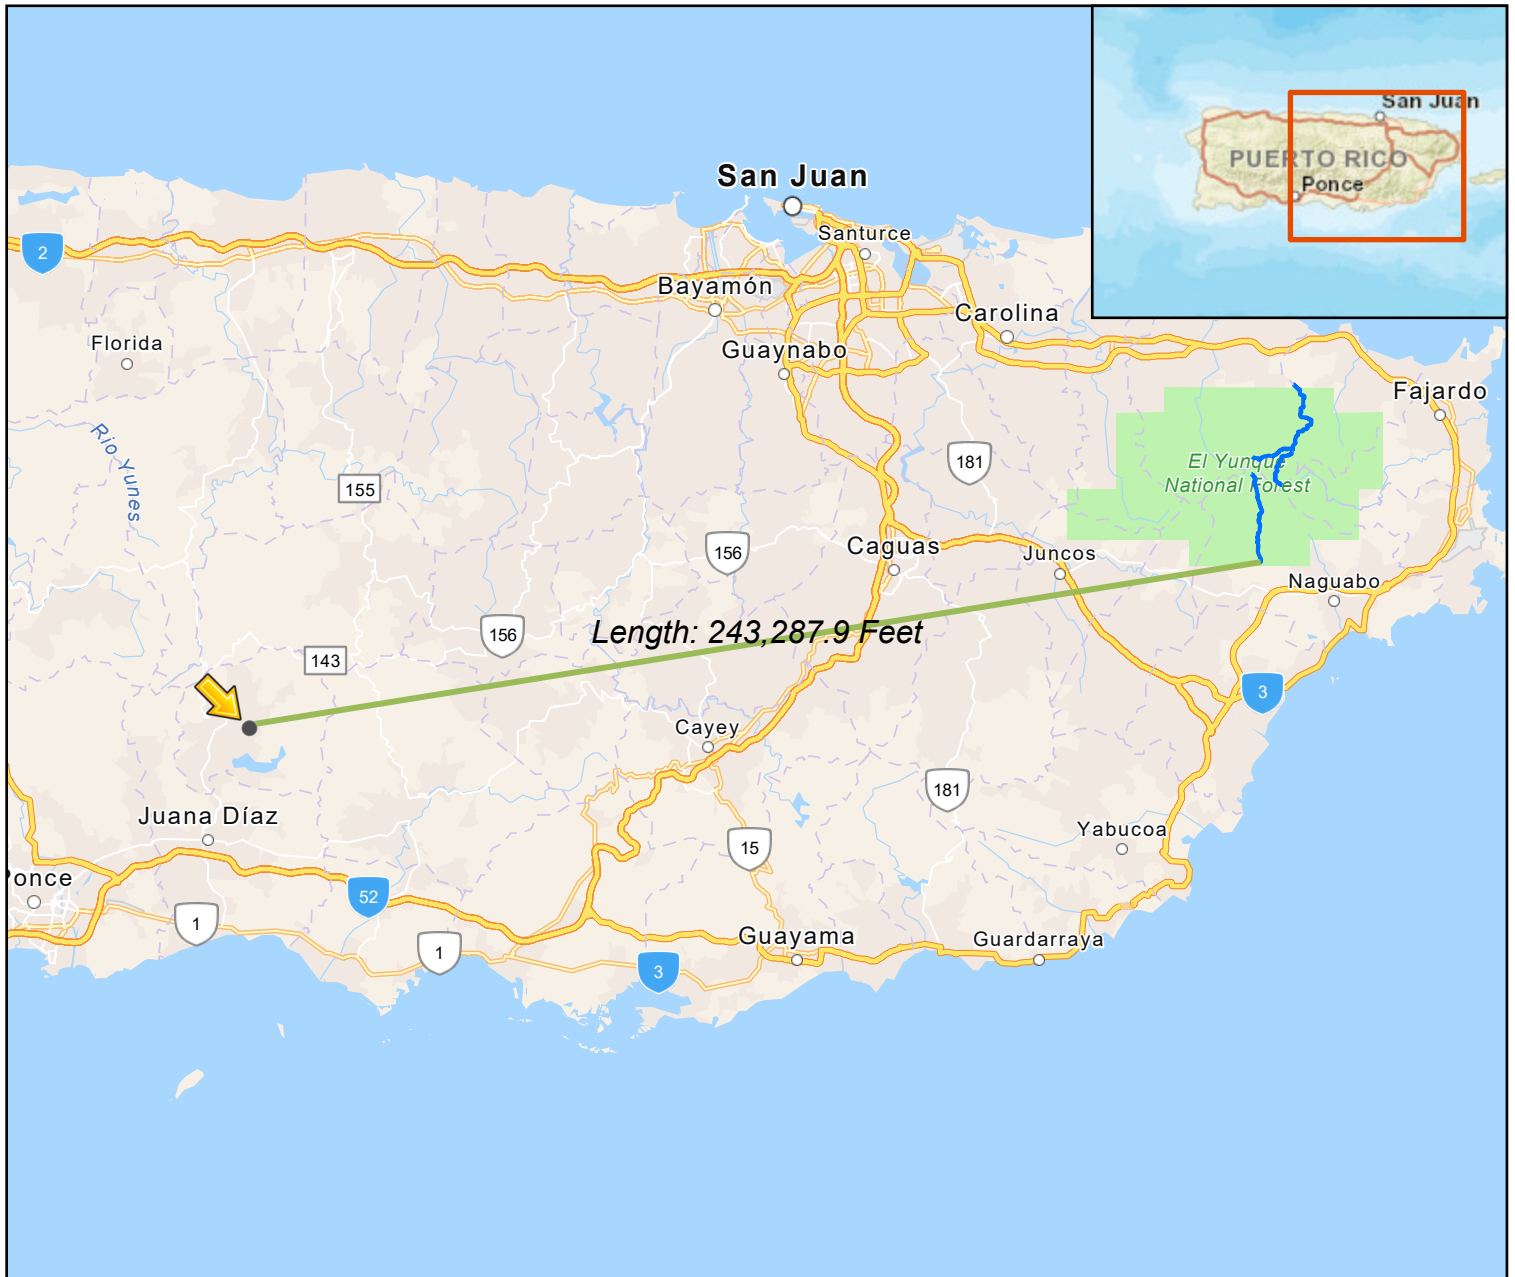 San Juan
PUERTO RICO
Ponce
San Juan
Santurce
2
Bayamón
Carolina
Florida
Guaynabo
Fajardo
Rio Yunes
181
El Yunque
National Forest
155
156
Caguas
Juncos
Naguabo
156
Length: 243,287.9 Feet
143
3
Cayey
181
Juana Díaz
15
Yabucoa
once
52
1
1
Guayama
Guardarraya
3